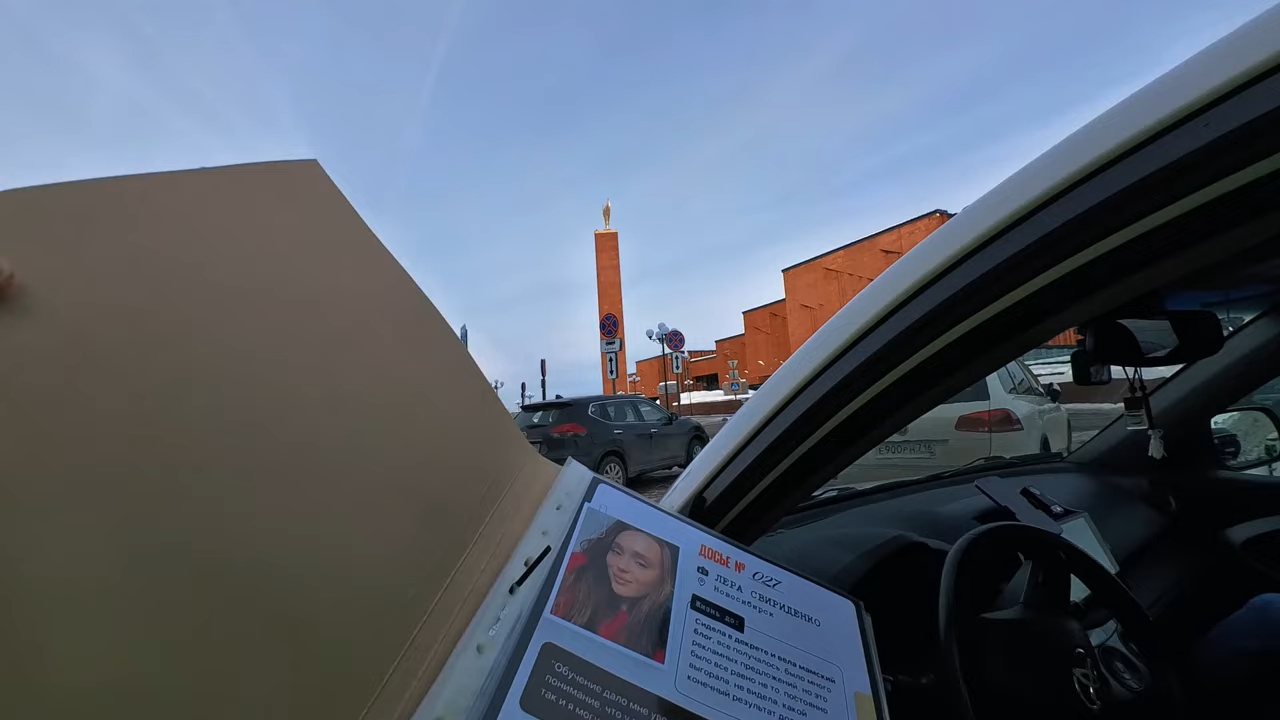 Е900РН 716
ДОСЬЕ № 027
ЛЕРА СВИРИДЕНКО
Новосибирск
Жизнь до:
Сидела в декрете и вела мамский
блог, все получалось, было много
рекламных предложений, но это
было все равно не то, постоянно
выгорала, не видела, какой
конечный результат
"Обучение дало мне
понимание, что
так и я